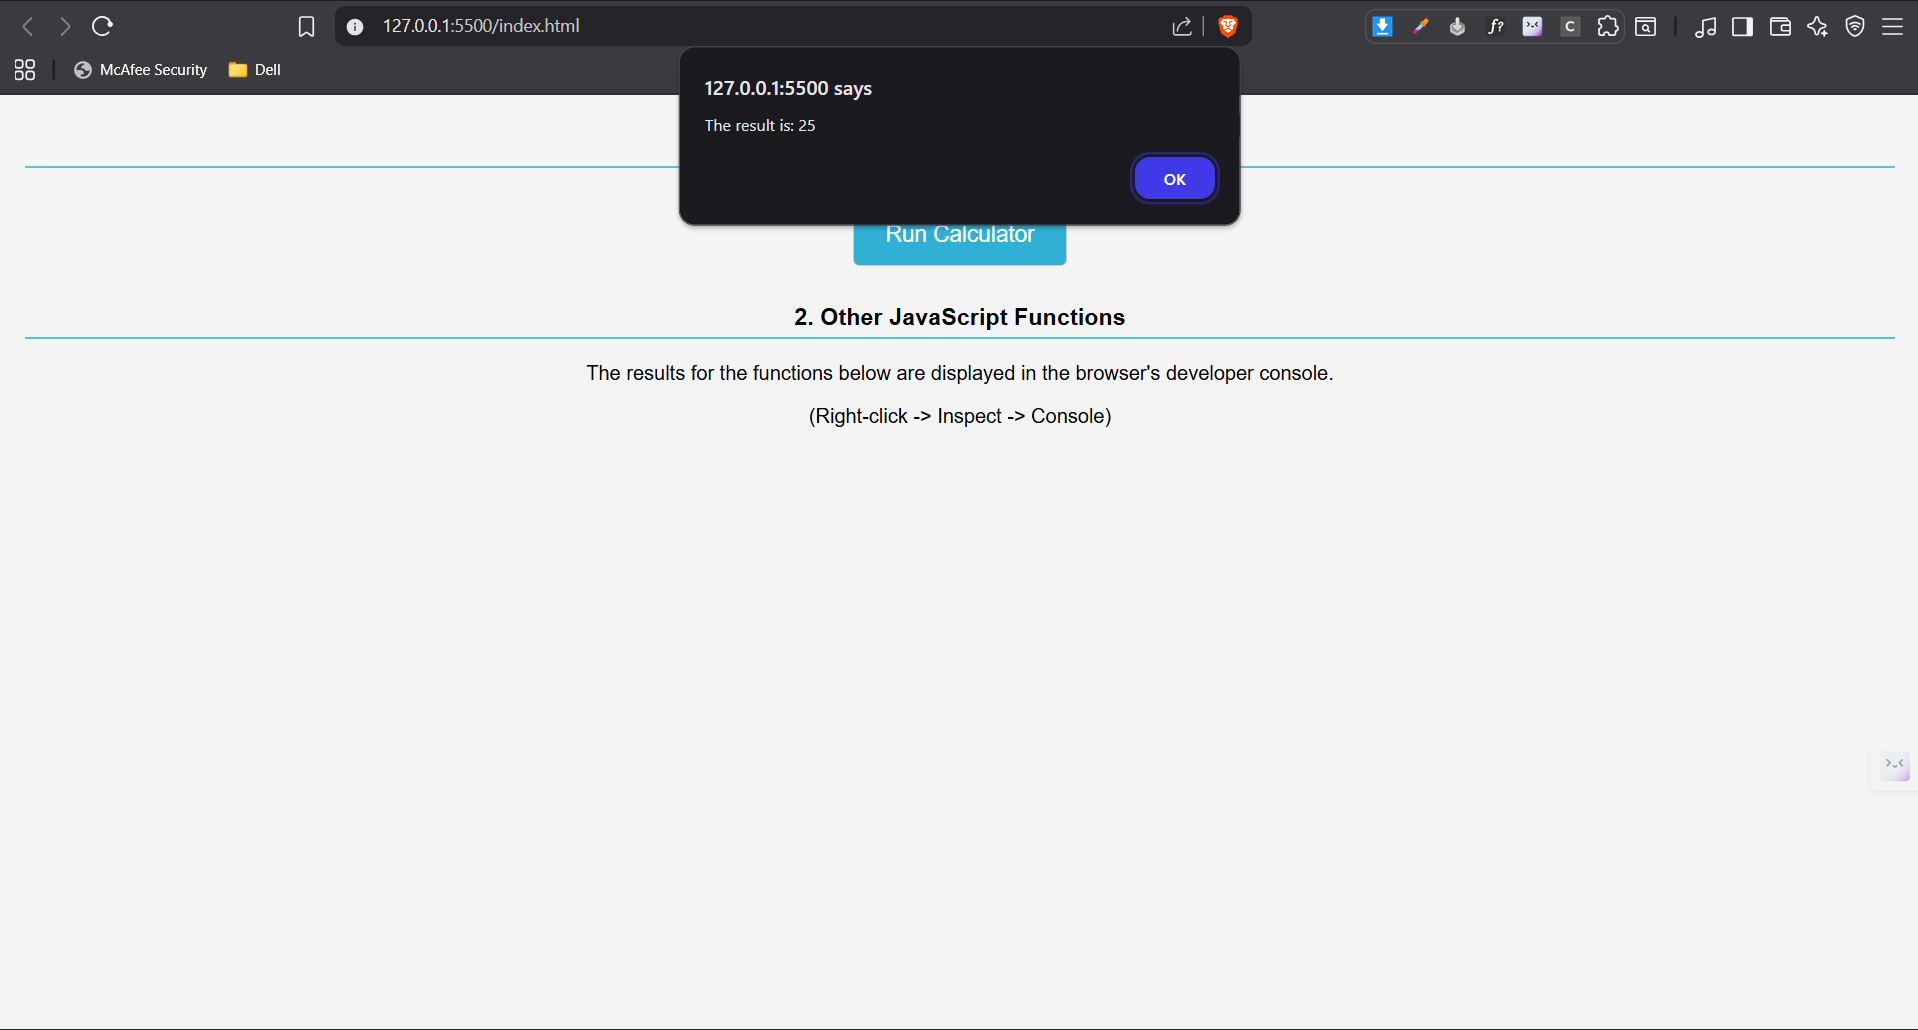 127.0.0.1:5500/index.html
f?
C
McAfee Security
Dell
127.0.0.1:5500 says
The result is: 25
OK
Run Calculator
2. Other JavaScript Functions
The results for the functions below are displayed in the browser's developer console.
(Right-click -> Inspect -> Console)